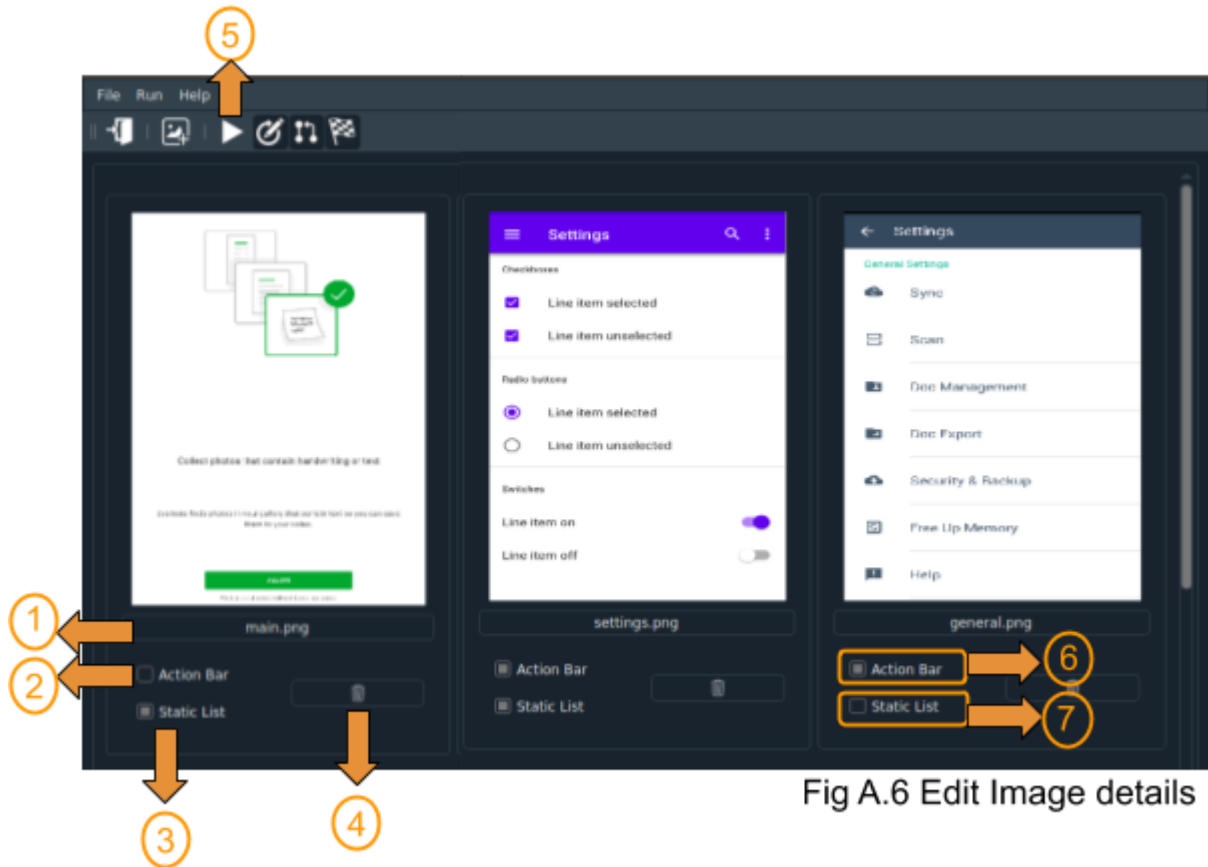 5
File Run Help
Collect photos that contain handwriting or text
them to your notes.
Settings
Checkboxes
Line item selected
Line item unselected
Radio buttons
Line item selected
Line item unselected
Switches
Line item on
Line item off
Settings
General Settings
Sync
Scan
Doc Management
Doc Export
Security & Backup
Free Up Memory
Help
main.png
settings.png
general.png
1
2
Action Bar
Static List
Action Bar
Static List
Action Bar
Static List
6
7
3
4
Fig A.6 Edit Image details